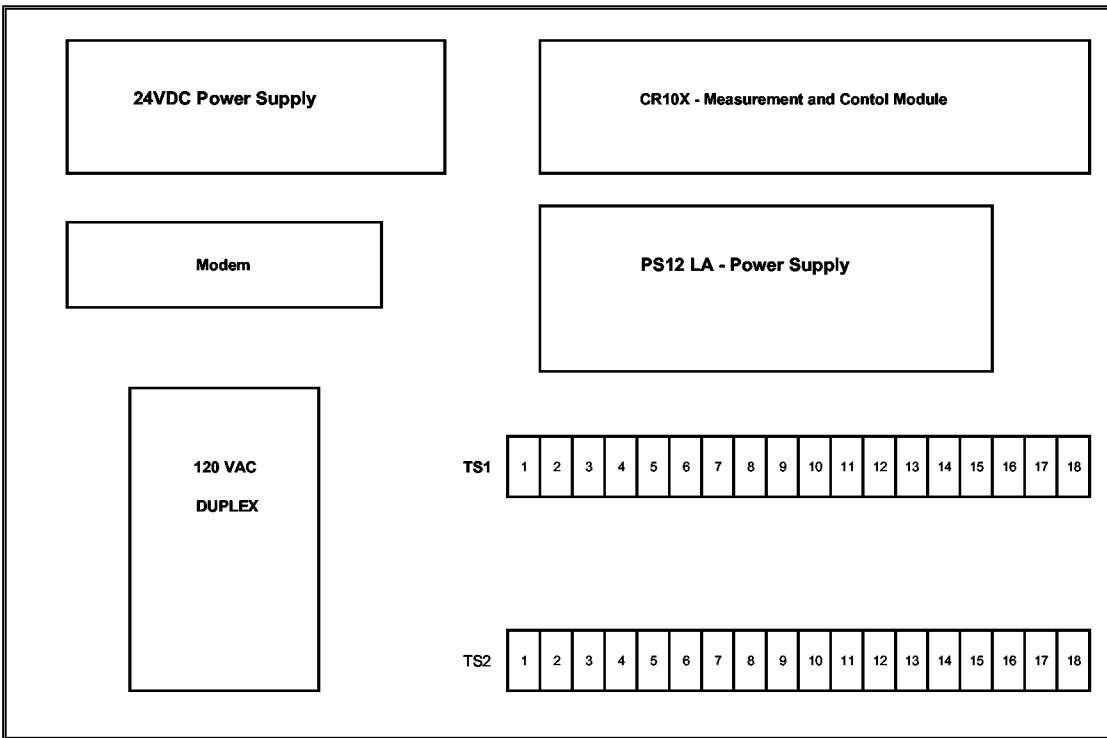 24VDC Power Supply
CR10X - Measurement and Contol Module
Modem
PS12 LA - Power Supply
120 VAC
DUPLEX
TS1 1 2 3 4 5 6 7 8 9 10 11 12 13 14 15 16 17 18
TS2 1 2 3 4 5 6 7 8 9 10 11 12 13 14 15 16 17 18